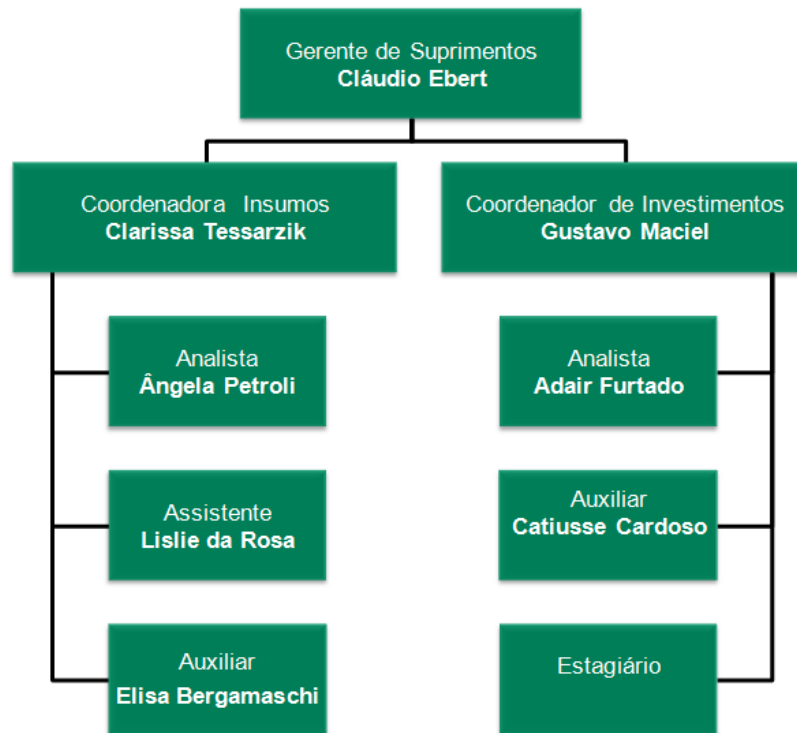 Gerente de Suprimentos
Cláudio Ebert
Coordenadora Insumos
Clarissa Tessarzik
Coordenador de Investimentos
Gustavo Maciel
Analista
Ângela Petroli
Analista
Adair Furtado
Assistente
Lislie da Rosa
Auxiliar
Catiusse Cardoso
Auxiliar
Elisa Bergamaschi
Estagiário